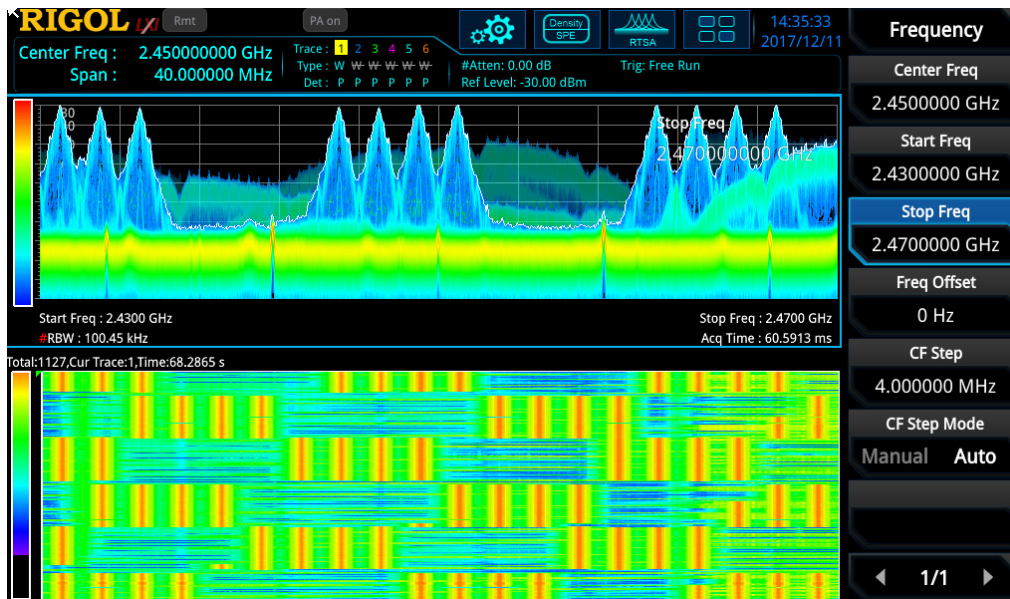 RIGOL LXI Rmt PA on
Density
SPE
RTSA
14:35:33
2017/12/11
Center Freq : 2.450000000 GHz
Span : 40.000000 MHz
Trace : 1 2 3 4 5 6
Type : W W W W W W
Det : P P P P P P
#Atten: 0.00 dB
Ref Level: -30.00 dBm
Trig: Free Run
Stop Freq
2.470000000 GHz
Start Freq : 2.4300 GHz
#RBW : 100.45 kHz
Stop Freq : 2.4700 GHz
Acq Time : 60.5913 ms
Total:1127,Cur Trace:1,Time:68.2865 s
Frequency
Center Freq
2.4500000 GHz
Start Freq
2.4300000 GHz
Stop Freq
2.4700000 GHz
Freq Offset
0 Hz
CF Step
4.000000 MHz
CF Step Mode
Manual Auto
1/1